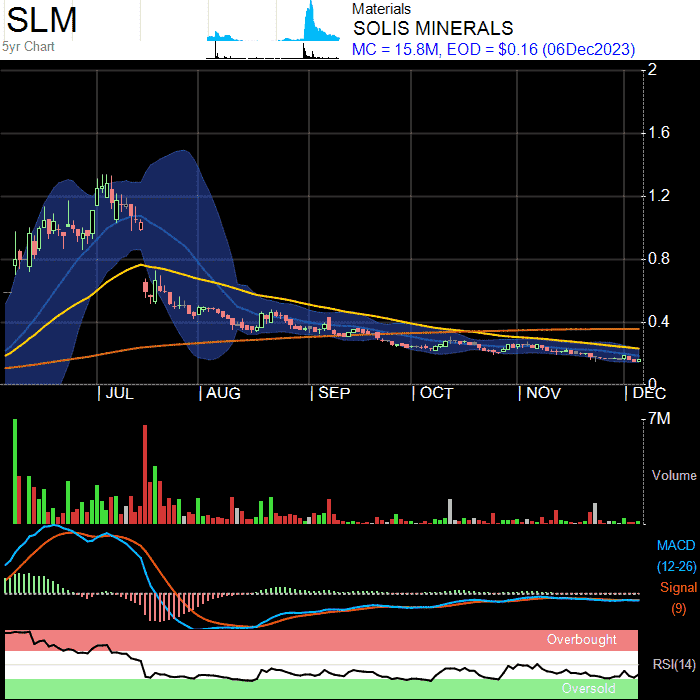 SLM
5yr Chart
Materials
SOLIS MINERALS
MC = 15.8M, EOD = $0.16 (06Dec2023)
2
1.6
1.2
0.8
0.4
0
JUL
AUG
SEP
OCT
NOV
DEC
7M
Volume
MACD
(12-26)
Signal
(9)
Overbought
RSI(14)
Oversold